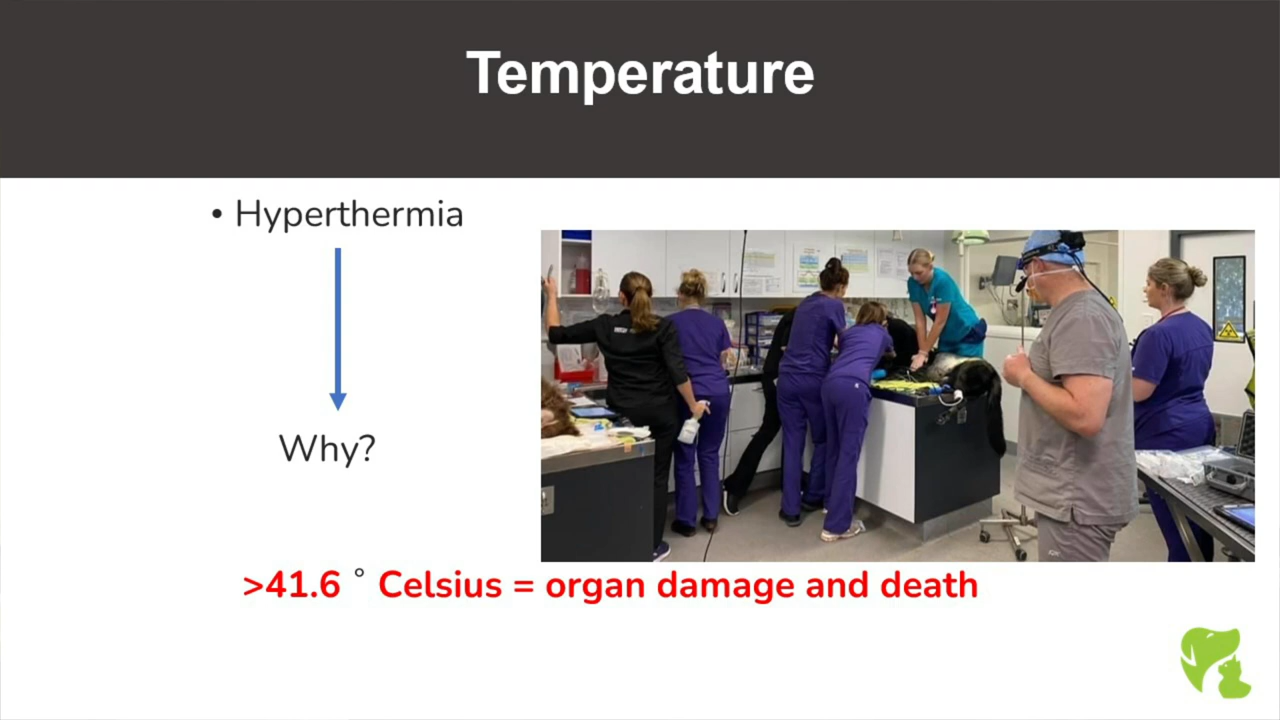 Temperature
• Hyperthermia
Why?
>41.6 ° Celsius = organ damage and death